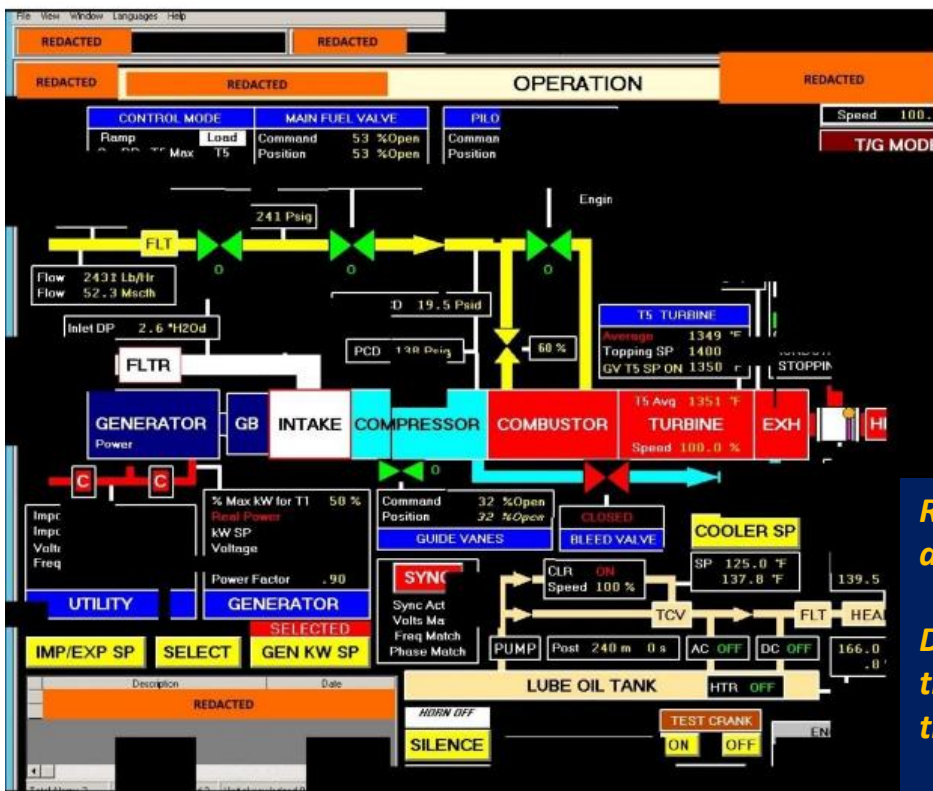 File View Window Languages Help
REDACTED REDACTED
REDACTED REDACTED OPERATION REDACTED
CONTROL MODE MAIN FUEL VALVE PILO
Ramp Load Command 53 %Open
Max T5 Position 53 %Open Position
Speed 100.
T/G MODE
241 Psig
Engin
FLT
O O O
Flow 2431 Lb/Hr
Flow 52.3 Mscfh
19.5 Psid
Inlet DP 2.6 "H2Od
T5 TURBINE
Average 1349 °F
Topping SP 1400
GV T5 SP ON 1350
PCD 138 Psig
60 %
FLTR
STOPPIN
GENERATOR GB INTAKE COMPRESSOR COMBUSTOR TURBINE EXH
Power
T5 Avg 1351 °F
Speed 100.0 %
C C O
% Max kW for T1 50 %
Real Power
kW SP
Voltage
Power Factor .90
GENERATOR
Command 32 %Open
Position 32 %Open
GUIDE VANES
CLOSED
BLEED VALVE
COOLER SP
SP 125.0 °F
137.8 °F
139.5
Freq
UTILITY
SYNC
Sync Act
Volts Ma
Freq Match
Phase Match
CLR ON
Speed 100 %
TCV FLT HEA
SELECTED
IMP/EXP SP SELECT GEN KW SP
PUMP Post 240 m 0 s AC OFF DC OFF
166.0
.0
LUBE OIL TANK HTR OFF
Description Date
REDACTED
HORN OFF
SILENCE
TEST CRANK
ON OFF
EN